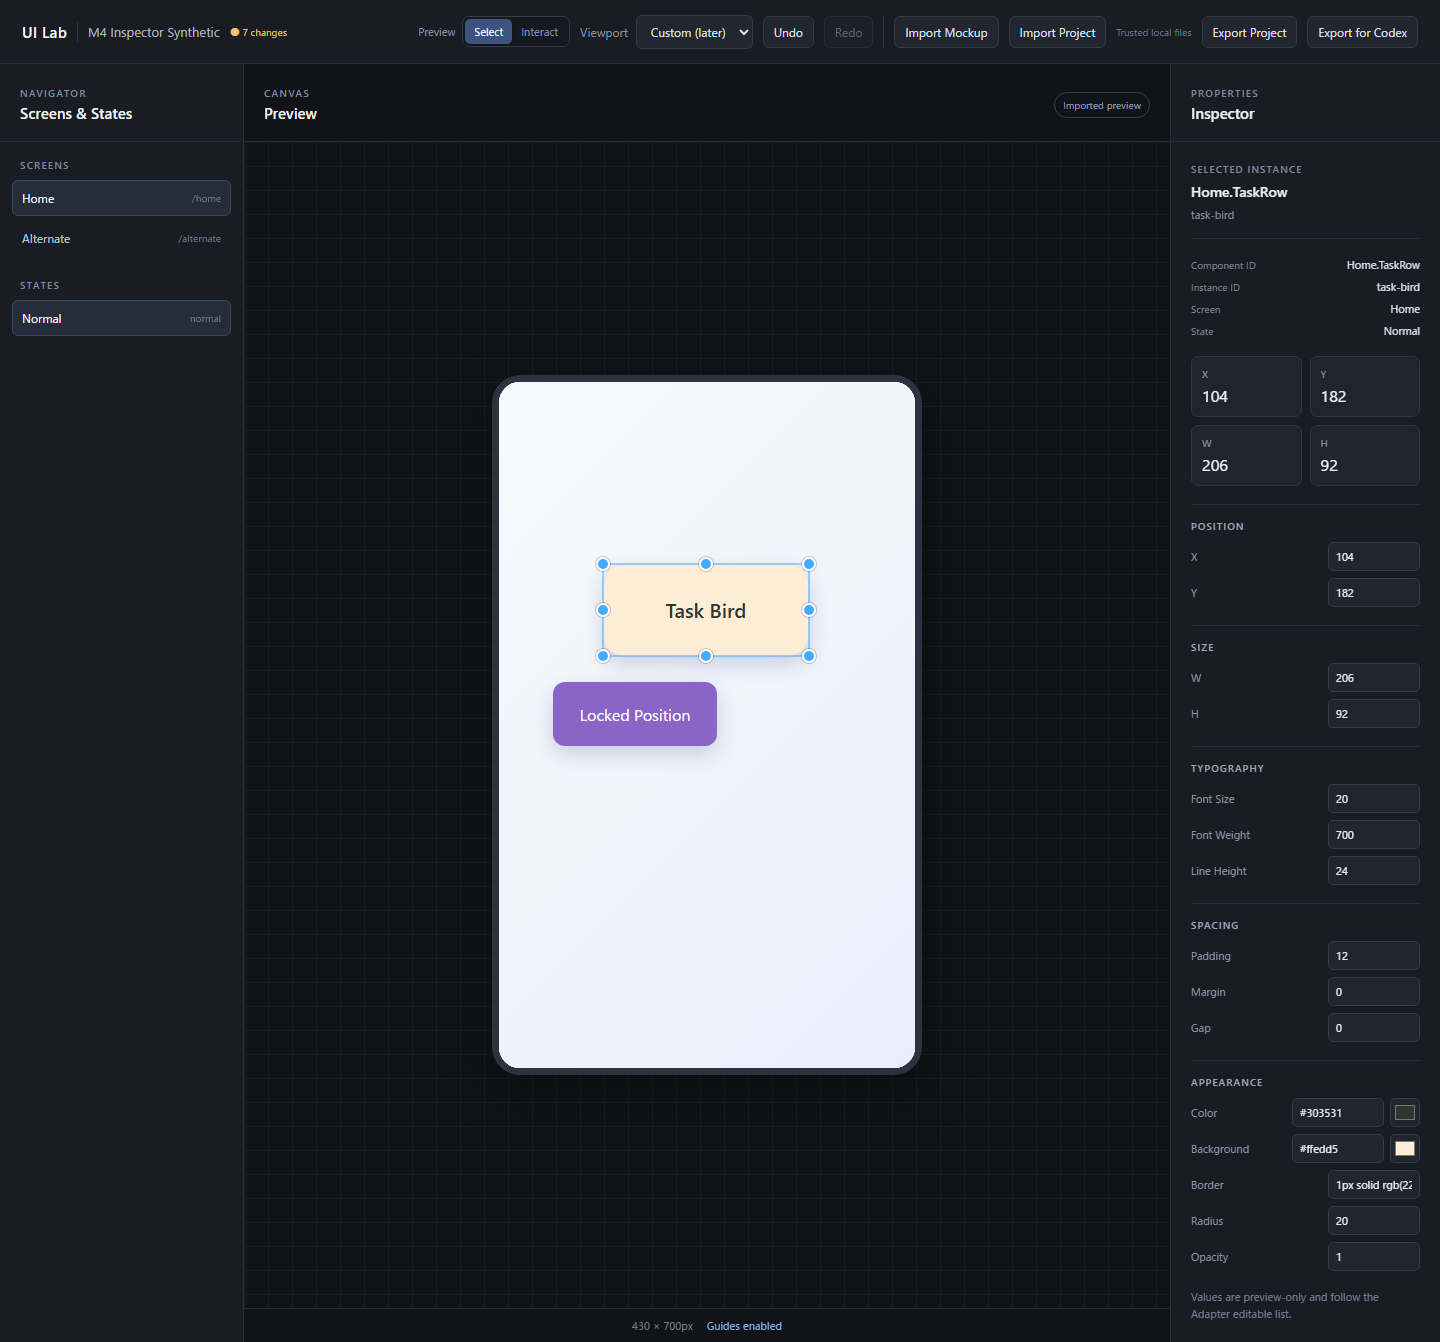 UI Lab
M4 Inspector Synthetic
7 changes
Preview
Select
Interact
Viewport
Custom (later)
Undo
Redo
Import Mockup
Import Project
Trusted local files
Export Project
Export for Codex
NAVIGATOR
Screens & States
SCREENS
Home
/home
Alternate
/alternate
STATES
Normal
normal
CANVAS
Preview
Imported preview
Task Bird
Locked Position
430 × 700px
Guides enabled
PROPERTIES
Inspector
SELECTED INSTANCE
Home.TaskRow
task-bird
Component ID Home.TaskRow
Instance ID task-bird
Screen Home
State Normal
X
104
Y
182
W
206
H
92
POSITION
X 104
Y 182
SIZE
W 206
H 92
TYPOGRAPHY
Font Size 20
Font Weight 700
Line Height 24
SPACING
Padding 12
Margin 0
Gap 0
APPEARANCE
Color #303531
Background #ffedd5
Border 1px solid rgb(22
Radius 20
Opacity 1
Values are preview-only and follow the
Adapter editable list.